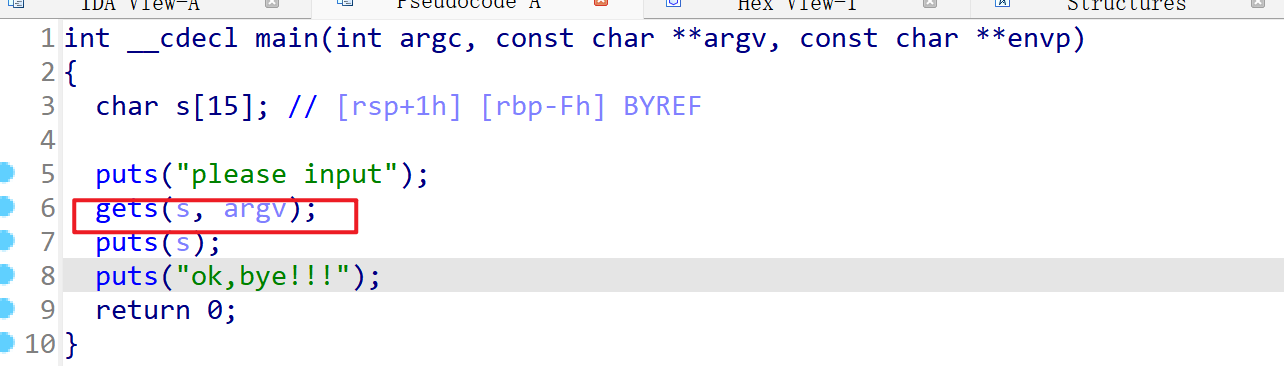 IDA View-A Pseudocode A Hex View-1 Structures
1 int __cdecl main(int argc, const char **argv, const char **envp)
2 {
3 char s[15]; // [rsp+1h] [rbp-Fh] BYREF
4
5 puts("please input");
6 gets(s, argv);
7 puts(s);
8 puts("ok,bye!!!");
9 return 0;
10 }